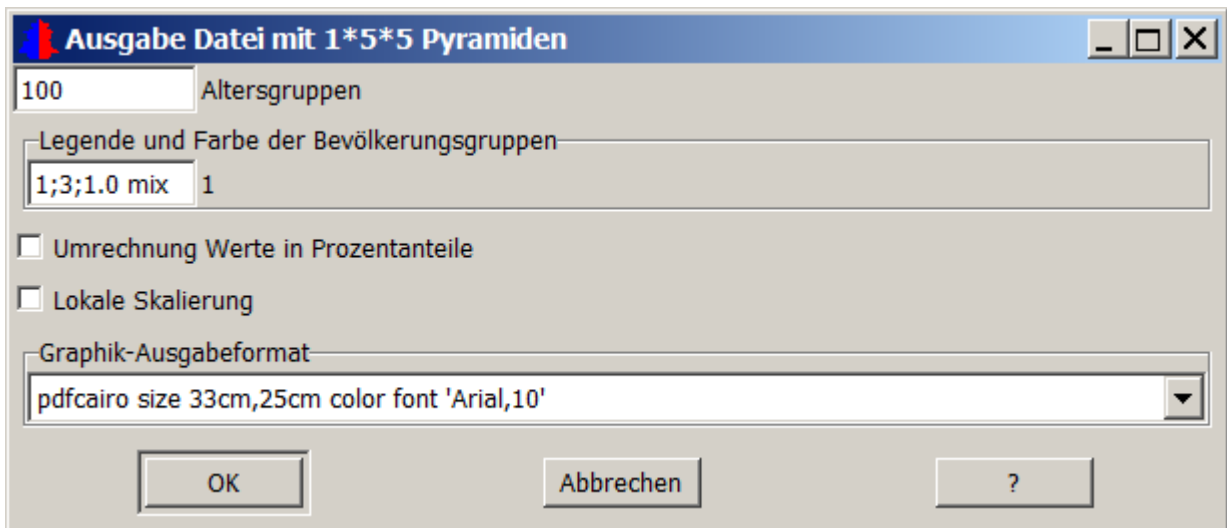 Ausgabe Datei mit 1*5*5 Pyramiden
100 Altersgruppen
Legende und Farbe der Bevölkerungsgruppen
1;3;1.0 mix 1
Umrechnung Werte in Prozentanteile
Lokale Skalierung
Graphik-Ausgabeformat
pdfcairo size 33cm,25cm color font 'Arial,10'
OK Abbrechen ?